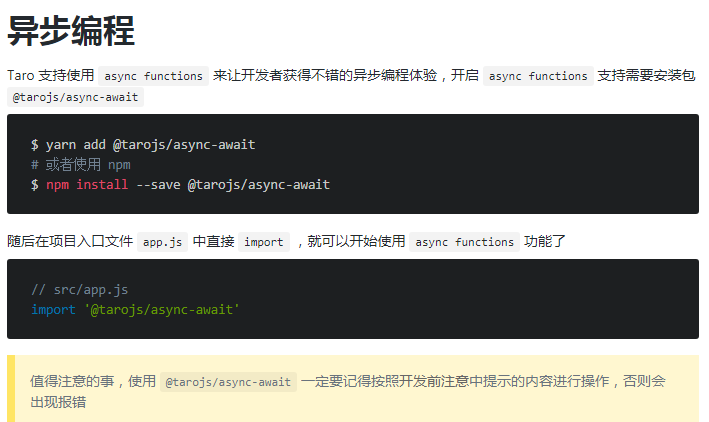 异步编程
Taro 支持使用 async functions 来让开发者获得不错的异步编程体验，开启 async functions 支持需要安装包
@tarojs/async-await
$ yarn add @tarojs/async-await
# 或者使用 npm
$ npm install --save @tarojs/async-await
随后在项目入口文件 app.js 中直接 import ，就可以开始使用 async functions 功能了
// src/app.js
import '@tarojs/async-await'
值得注意的事，使用 @tarojs/async-await 一定要记得按照开发前注意中提示的内容进行操作，否则会
出现报错